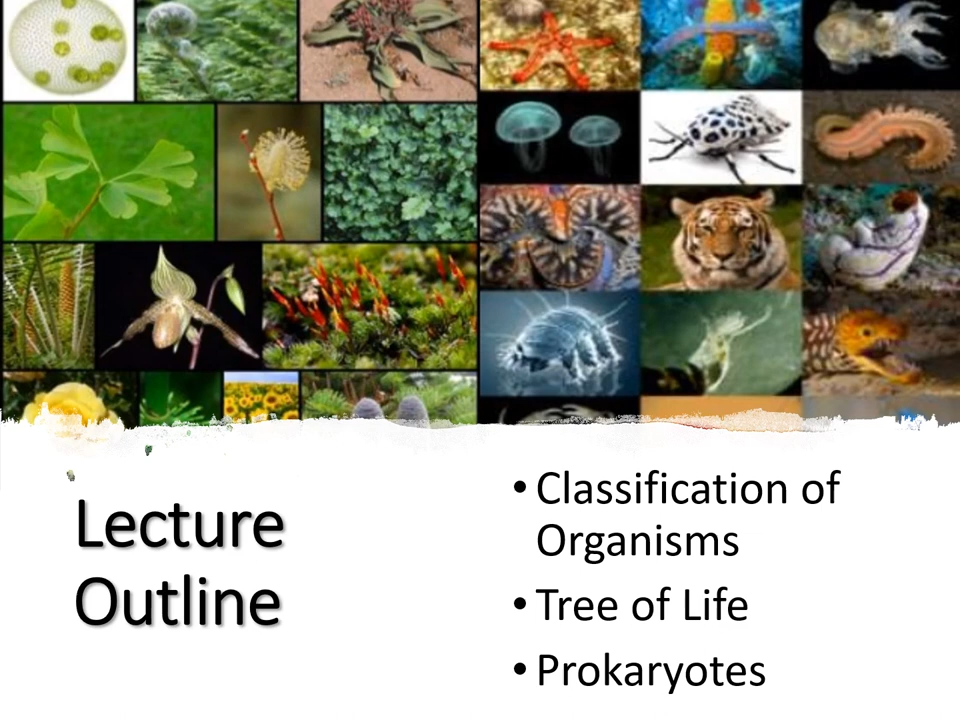 Lecture
Outline
• Classification of
Organisms
• Tree of Life
• Prokaryotes